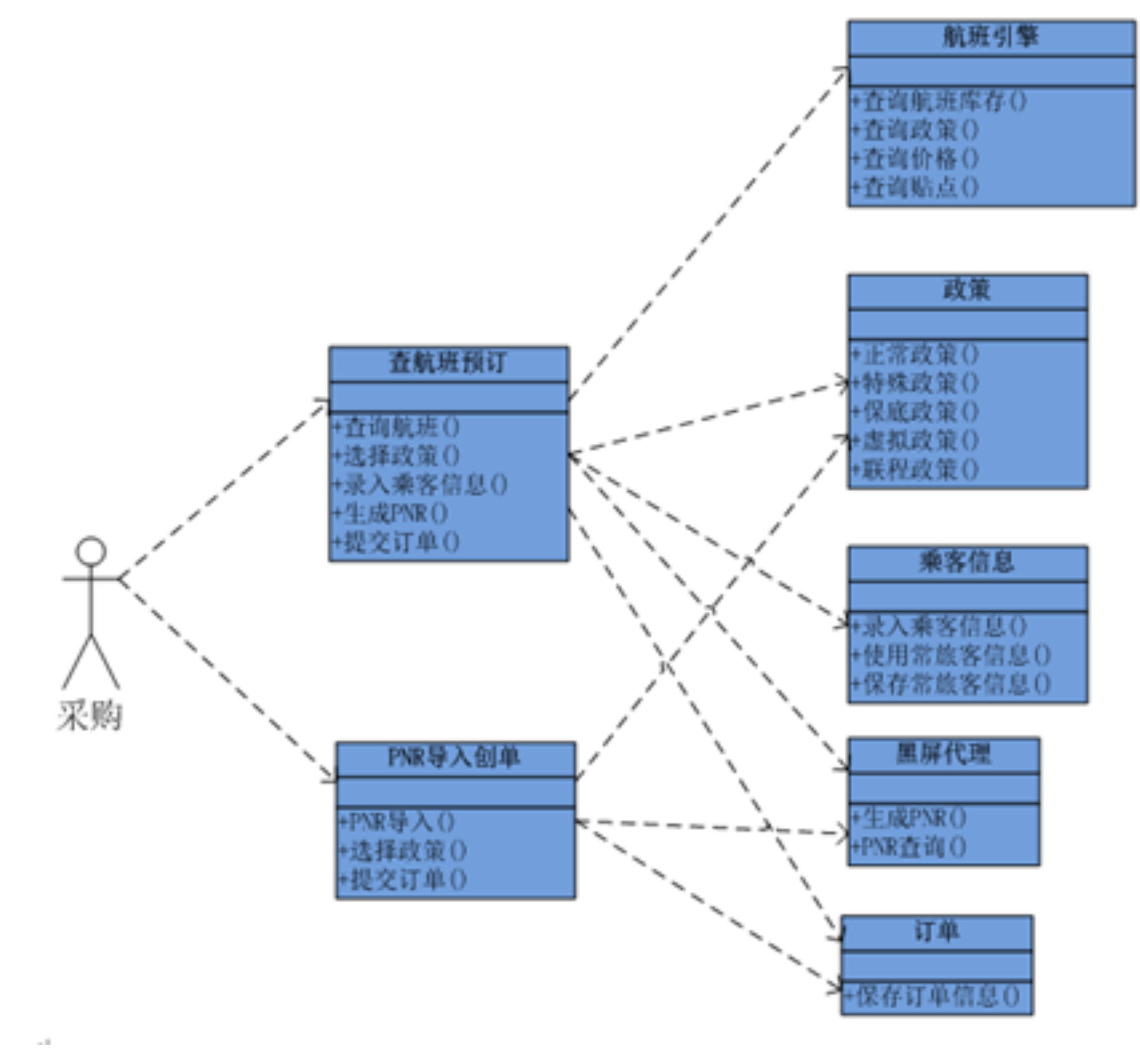 航班引擎
+查询航班库存()
+查询政策()
+查询价格()
+查询贴点()
政策
+正常政策()
+特殊政策()
+保底政策()
+虚拟政策()
+联程政策()
查航班预订
+查询航班()
+选择政策()
+录入乘客信息()
+生成PNR()
+提交订单()
乘客信息
+录入乘客信息()
+使用常旅客信息()
+保存常旅客信息()
采购
PNR导入创单
+PNR导入()
+选择政策()
+提交订单()
黑屏代理
+生成PNR()
+PNR查询()
订单
+保存订单信息()